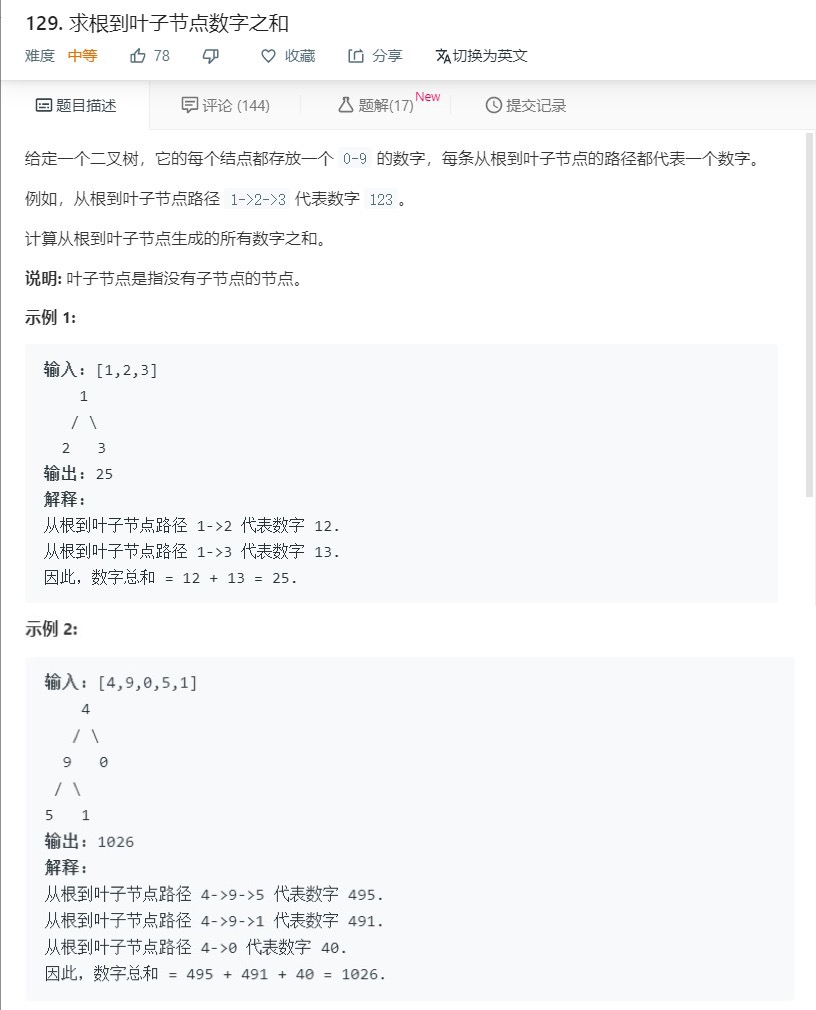 129. 求根到叶子节点数字之和
难度 中等 78 收藏 分享 切换为英文
题目描述 评论 (144) 题解(17) New 提交记录
给定一个二叉树，它的每个结点都存放一个 0-9 的数字，每条从根到叶子节点的路径都代表一个数字。
例如，从根到叶子节点路径 1->2->3 代表数字 123 。
计算从根到叶子节点生成的所有数字之和。
说明: 叶子节点是指没有子节点的节点。
示例 1:
输入: [1,2,3]
1
/ \
2 3
输出: 25
解释:
从根到叶子节点路径 1->2 代表数字 12.
从根到叶子节点路径 1->3 代表数字 13.
因此，数字总和 = 12 + 13 = 25.
示例 2:
输入: [4,9,0,5,1]
4
/ \
9 0
/ \
5 1
输出: 1026
解释:
从根到叶子节点路径 4->9->5 代表数字 495.
从根到叶子节点路径 4->9->1 代表数字 491.
从根到叶子节点路径 4->0 代表数字 40.
因此，数字总和 = 495 + 491 + 40 = 1026.